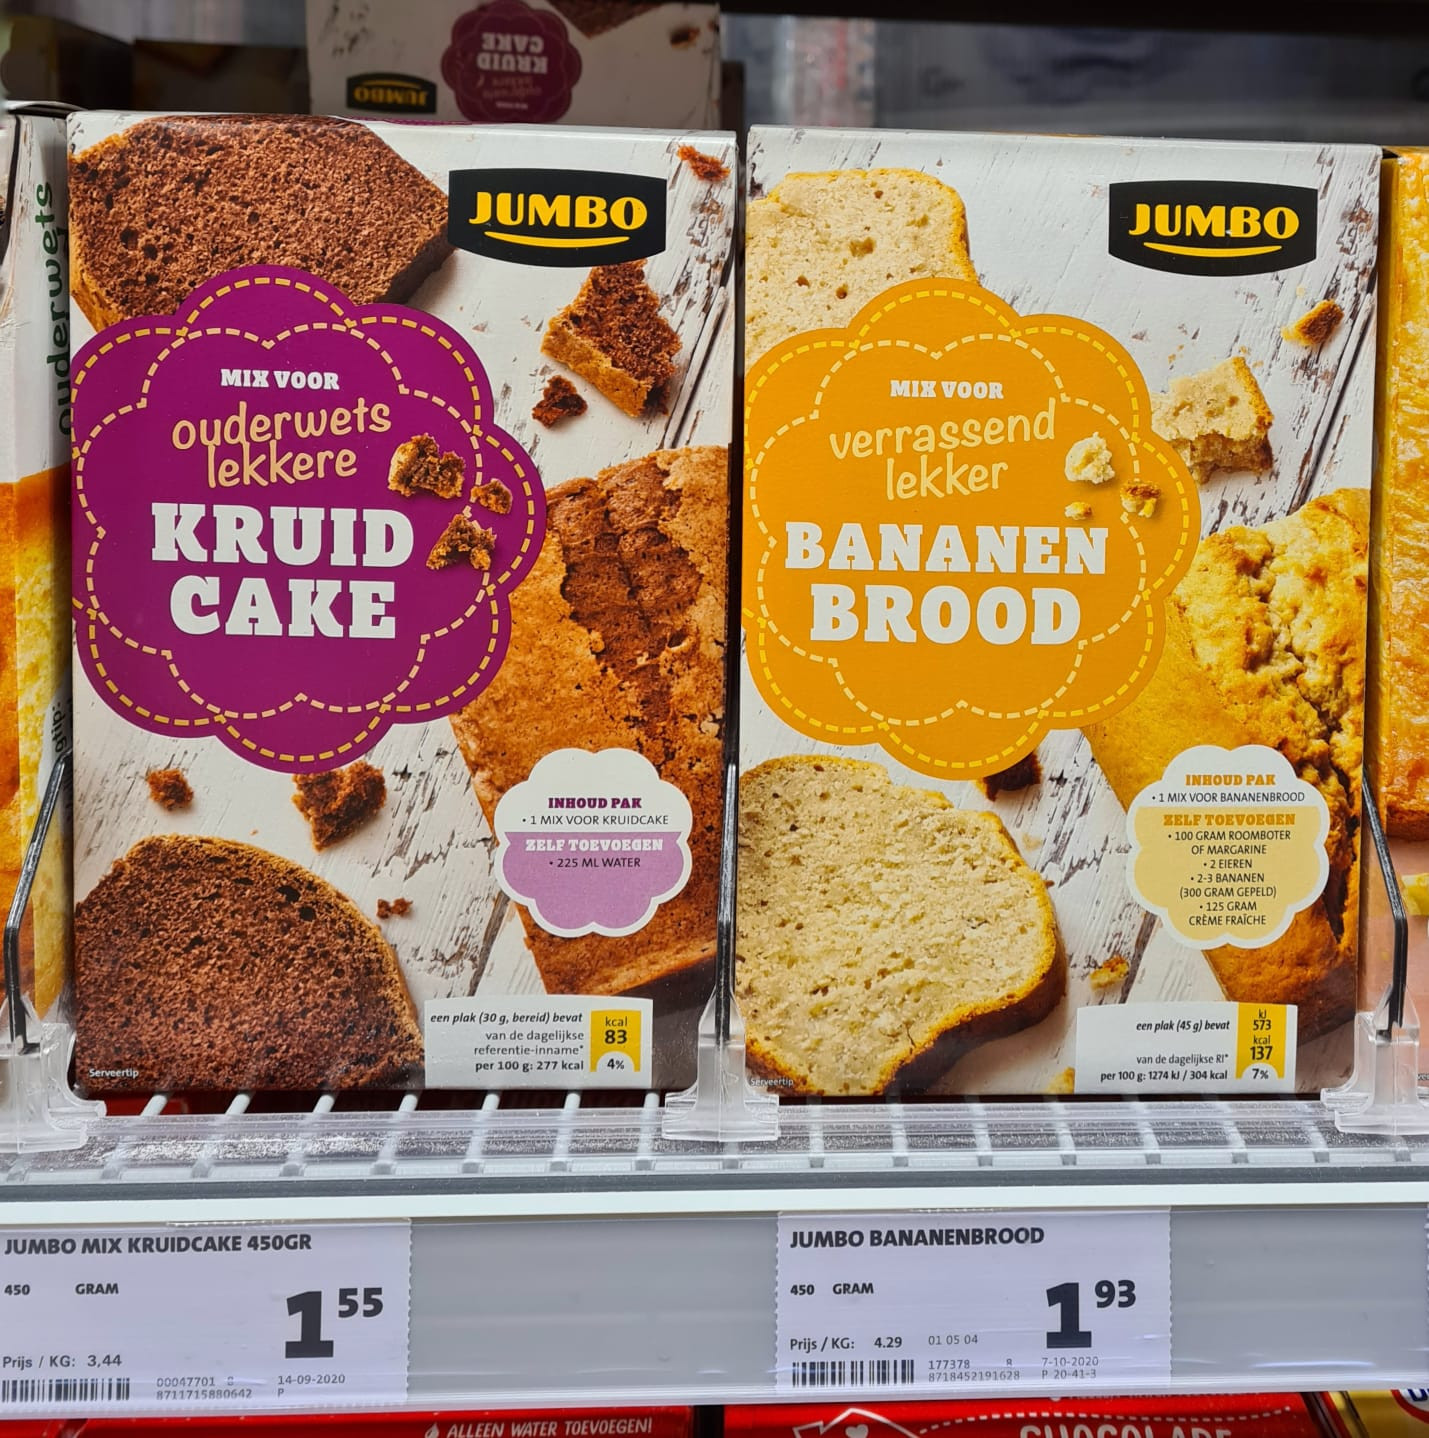 KRUID
CAKE
JUMBO
ouderwets
JUMBO
MIX VOOR
ouderwets
lekkere
KRUID
CAKE
INHOUD PAK
• 1 MIX VOOR KRUIDCAKE
ZELF TOEVOEGEN
• 225 ML WATER
een plak (30 g, bereid) bevat
van de dagelijkse
referentie-inname*
per 100 g: 277 kcal
kcal
83
4%
Serveertip
JUMBO
MIX VOOR
verrassend
lekker
BANANEN
BROOD
INHOUD PAK
• 1 MIX VOOR BANANENBROOD
ZELF TOEVOEGEN
• 100 GRAM ROOMBOTER
OF MARGARINE
• 2 EIEREN
• 2-3 BANANEN
(300 GRAM GEPELD)
• 125 GRAM
CRÈME FRAÎCHE
een plak (45 g) bevat
van de dagelijkse RI*
per 100 g: 1274 kJ / 304 kcal
kJ
573
kcal
137
7%
Serveertip
JUMBO MIX KRUIDCAKE 450GR
450 GRAM
1 55
Prijs / KG: 3,44
00047701 8 14-09-2020
8711715880642 P
JUMBO BANANENBROOD
450 GRAM
1 93
Prijs / KG: 4.29 01 05 04
177378 8 7-10-2020
8718452191628 P 20-41-3
ALLEEN WATER TOEVOEGEN!
CHOCOLADE